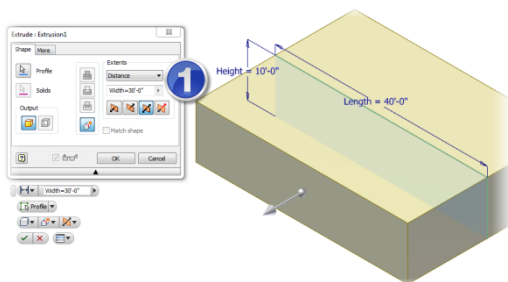 Extrude : Extrusion1
Shape More
Profile
Solids
Output
Extents
Distance
Width=30'-0"
Match shape
OK Cancel
1
Height = 10'-0"
Length = 40'-0"
Width=30'-0"
Profile